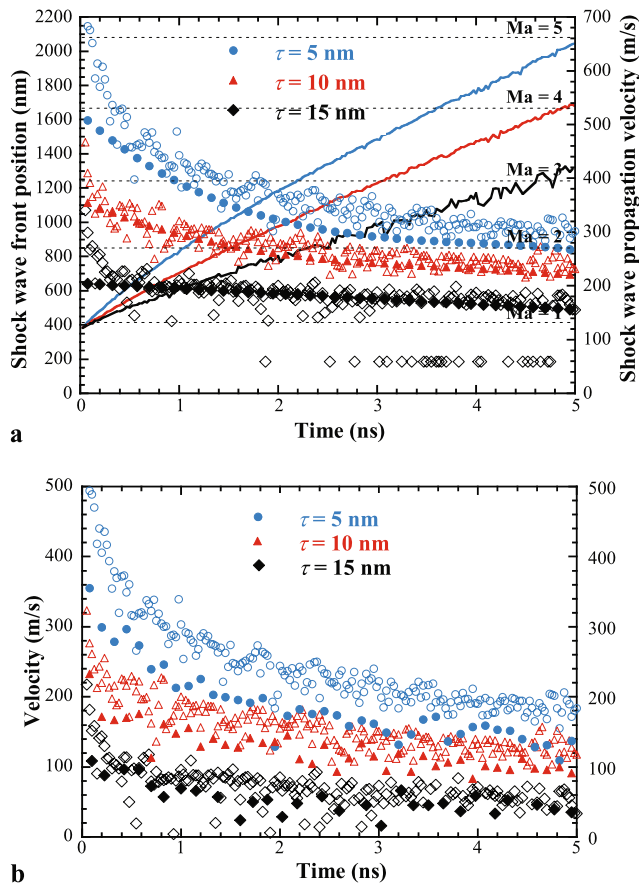 2200
2000
1800
1600
1400
1200
1000
800
600
400
200
0
Shock wave front position (nm)
τ = 5 nm
τ = 10 nm
τ = 15 nm
Ma = 5
Ma = 4
Ma = 3
Ma = 2
700
600
500
400
300
200
100
0
Shock wave propagation velocity (m/s)
0 1 2 3 4 5
Time (ns)
a
500
400
300
200
100
0
Velocity (m/s)
τ = 5 nm
τ = 10 nm
τ = 15 nm
500
400
300
200
100
0
0 1 2 3 4 5
Time (ns)
b